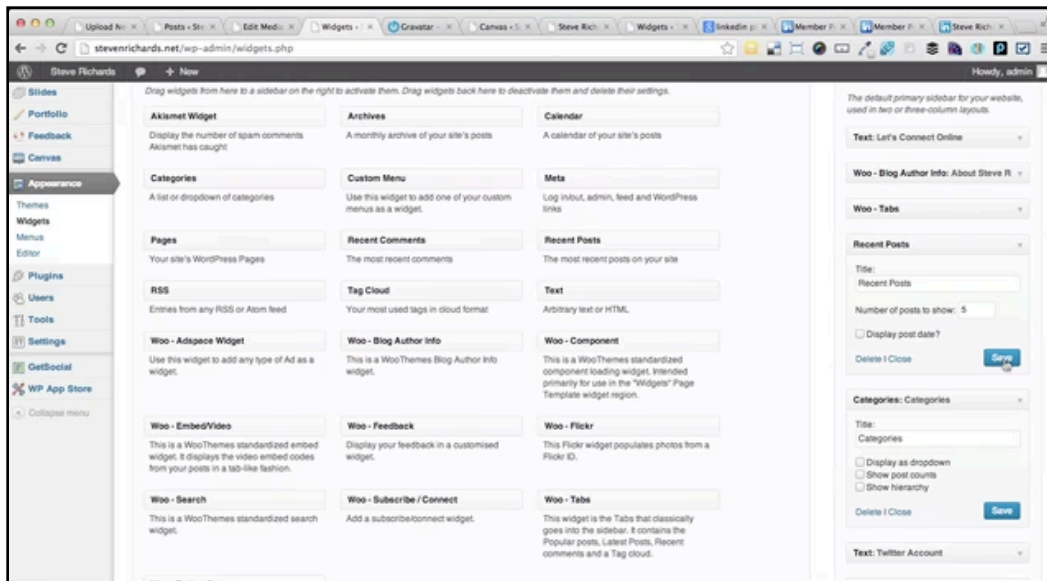 Upload Ne
Posts ‹ Ste
Edit Media
Widgets ‹
Gravatar -
Canvas ‹ S
Steve Rich
Widgets ‹
linkedin p
Member P
Member P
Steve Rich
stevenrichards.net/wp-admin/widgets.php
Steve Richards
+ New
Howdy, admin
Slides
Portfolio
Feedback
Canvas
Appearance
Themes
Widgets
Menus
Editor
Plugins
Users
Tools
Settings
GetSocial
WP App Store
Collapse menu
Drag widgets from here to a sidebar on the right to activate them. Drag widgets back here to deactivate them and delete their settings.
Akismet Widget
Display the number of spam comments
Akismet has caught
Archives
A monthly archive of your site's posts
Calendar
A calendar of your site's posts
Categories
A list or dropdown of categories
Custom Menu
Use this widget to add one of your custom
menus as a widget.
Meta
Log in/out, admin, feed and WordPress
links
Pages
Your site's WordPress Pages
Recent Comments
The most recent comments
Recent Posts
The most recent posts on your site
RSS
Entries from any RSS or Atom feed
Tag Cloud
Your most used tags in cloud format
Text
Arbitrary text or HTML
Woo - Adspace Widget
Use this widget to add any type of Ad as a
widget.
Woo - Blog Author Info
This is a WooThemes Blog Author Info
widget.
Woo - Component
This is a WooThemes standardized
component loading widget. Intended
primarily for use in the "Widgets" Page
Template widget region.
Woo - Embed/Video
This is a WooThemes standardized embed
widget. It displays the video embed codes
from your posts in a tab-like fashion.
Woo - Feedback
Display your feedback in a customised
widget.
Woo - Flickr
This Flickr widget populates photos from a
Flickr ID.
Woo - Search
This is a WooThemes standardized search
widget.
Woo - Subscribe / Connect
Add a subscribe/connect widget.
Woo - Tabs
This widget is the Tabs that classically
goes into the sidebar. It contains the
Popular posts, Latest Posts, Recent
comments and a Tag cloud.
The default primary sidebar for your website,
used in two or three-column layouts.
Text: Let's Connect Online
Woo - Blog Author Info: About Steve R
Woo - Tabs
Recent Posts
Title:
Recent Posts
Number of posts to show: 5
Display post date?
Delete | Close
Save
Categories: Categories
Title:
Categories
Display as dropdown
Show post counts
Show hierarchy
Delete | Close
Save
Text: Twitter Account